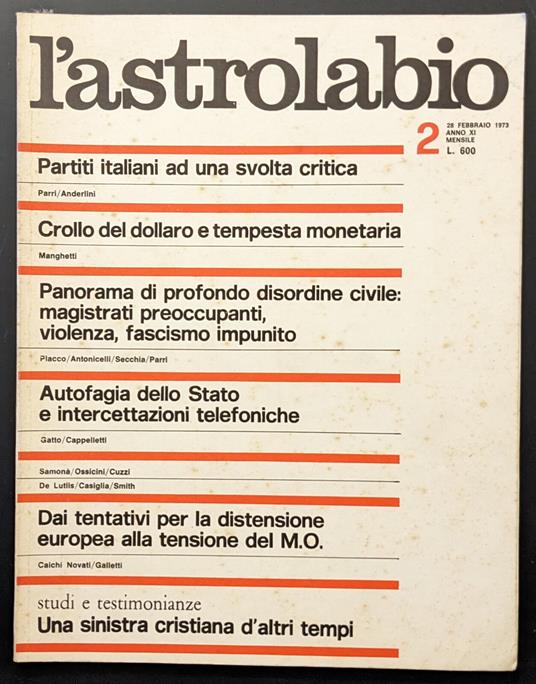 l'astrolabio
2
28 FEBBRAIO 1973
ANNO XI
MENSILE
L. 600
Partiti italiani ad una svolta critica
Parri/Anderlini
Crollo del dollaro e tempesta monetaria
Manghetti
Panorama di profondo disordine civile:
magistrati preoccupanti,
violenza, fascismo impunito
Placco/Antonicelli/Secchia/Parri
Autofagia dello Stato
e intercettazioni telefoniche
Gatto/Cappelletti
Samonà/Ossicini/Cuzzi
De Lutiis/Casiglia/Smith
Dai tentativi per la distensione
europea alla tensione del M.O.
Calchi Novati/Galletti
studi e testimonianze
Una sinistra cristiana d'altri tempi